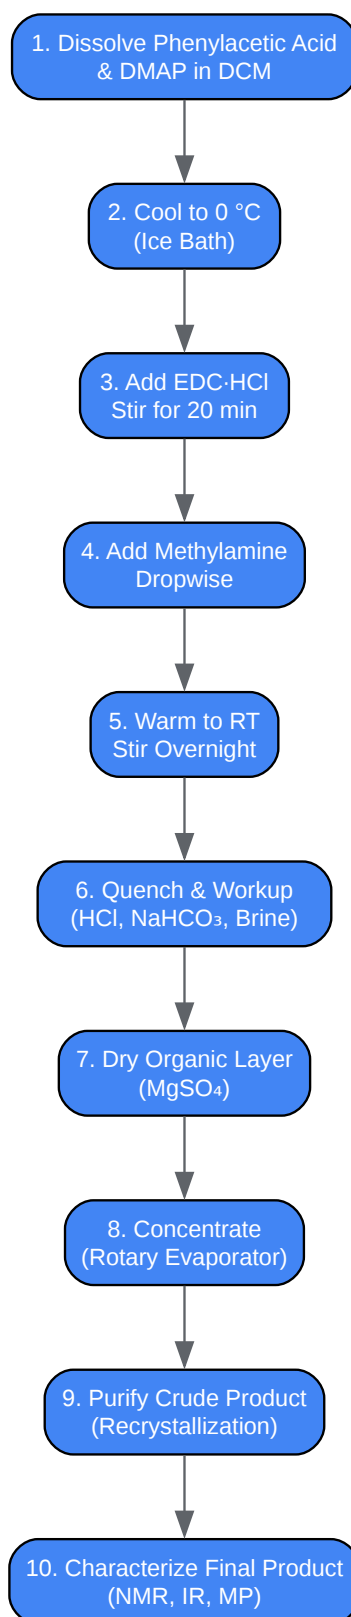 1. Dissolve Phenylacetic Acid
& DMAP in DCM
2. Cool to 0 °C
(Ice Bath)
3. Add EDC·HCl
Stir for 20 min
4. Add Methylamine
Dropwise
5. Warm to RT
Stir Overnight
6. Quench & Workup
(HCl, NaHCO₃, Brine)
7. Dry Organic Layer
(MgSO₄)
8. Concentrate
(Rotary Evaporator)
9. Purify Crude Product
(Recrystallization)
10. Characterize Final Product
(NMR, IR, MP)